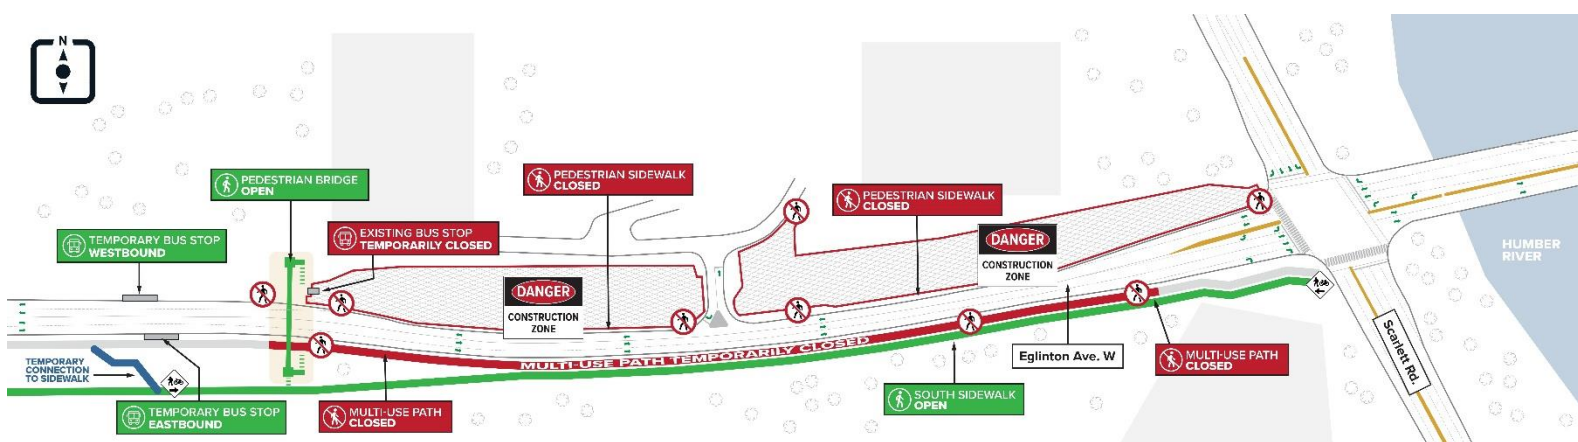 N
PEDESTRIAN BRIDGE
OPEN
PEDESTRIAN SIDEWALK
CLOSED
PEDESTRIAN SIDEWALK
CLOSED
TEMPORARY BUS STOP
WESTBOUND
EXISTING BUS STOP
TEMPORARILY CLOSED
DANGER
CONSTRUCTION
ZONE
DANGER
CONSTRUCTION
ZONE
HUMBER
RIVER
TEMPORARY
CONNECTION
TO SIDEWALK
MULTI-USE PATH TEMPORARILY CLOSED
Eglinton Ave. W
MULTI-USE PATH
CLOSED
Scarlett Rd.
TEMPORARY BUS STOP
EASTBOUND
MULTI-USE PATH
CLOSED
SOUTH SIDEWALK
OPEN